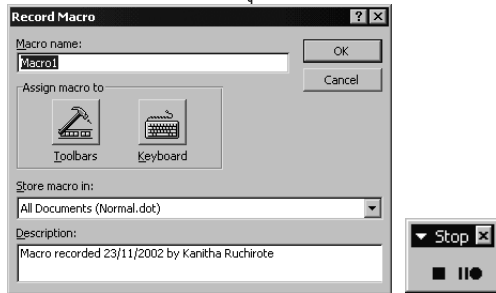 Record Macro
Macro name:
Macro1
OK
Cancel
Assign macro to
Toolbars
Keyboard
Store macro in:
All Documents (Normal.dot)
Description:
Macro recorded 23/11/2002 by Kanitha Ruchirote
Stop